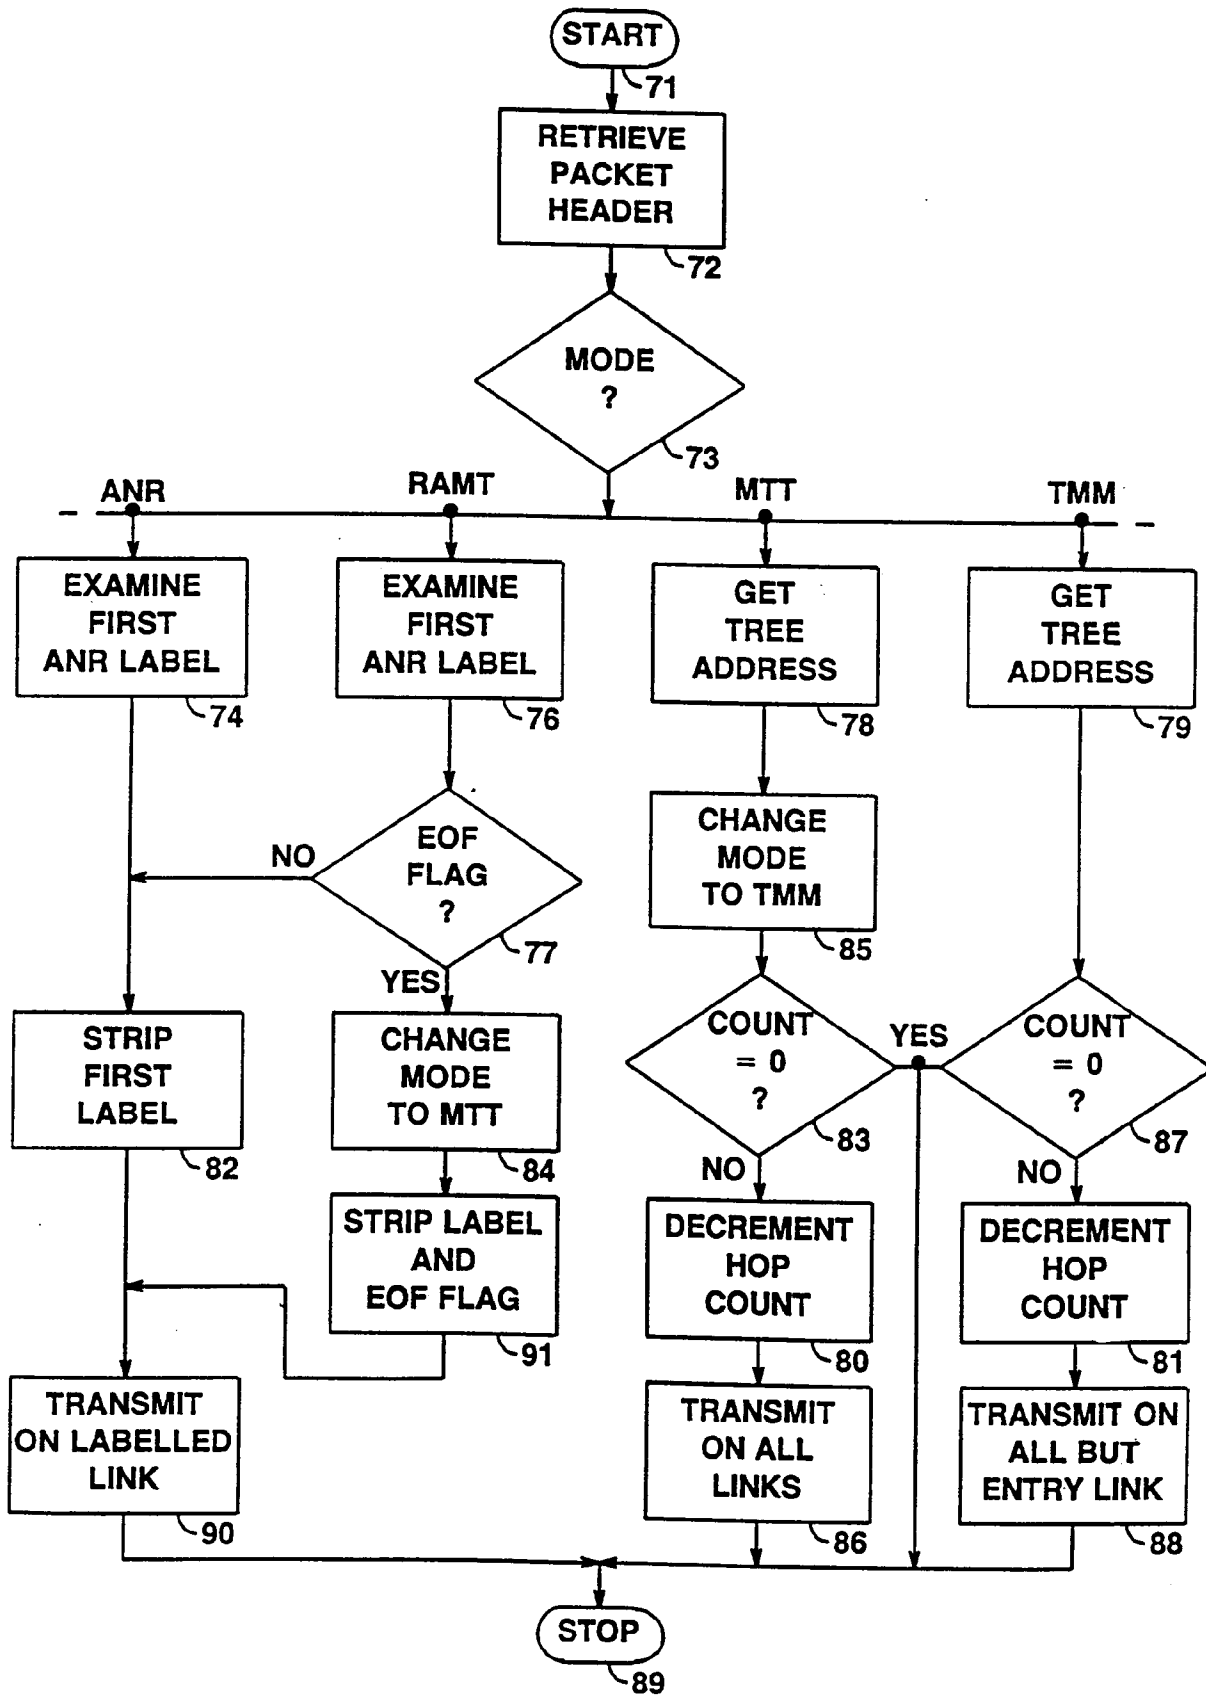 START
71
RETRIEVE
PACKET
HEADER
72
MODE
?
73
ANR
RAMT
MTT
TMM
EXAMINE
FIRST
ANR LABEL
74
EXAMINE
FIRST
ANR LABEL
76
GET
TREE
ADDRESS
78
GET
TREE
ADDRESS
79
EOF
FLAG
?
77
NO
YES
CHANGE
MODE
TO TMM
85
STRIP
FIRST
LABEL
82
CHANGE
MODE
TO MTT
84
COUNT
= 0
?
83
YES
NO
COUNT
= 0
?
87
NO
STRIP LABEL
AND
EOF FLAG
91
DECREMENT
HOP
COUNT
80
DECREMENT
HOP
COUNT
81
TRANSMIT
ON LABELLED
LINK
90
TRANSMIT
ON ALL
LINKS
86
TRANSMIT ON
ALL BUT
ENTRY LINK
88
STOP
89